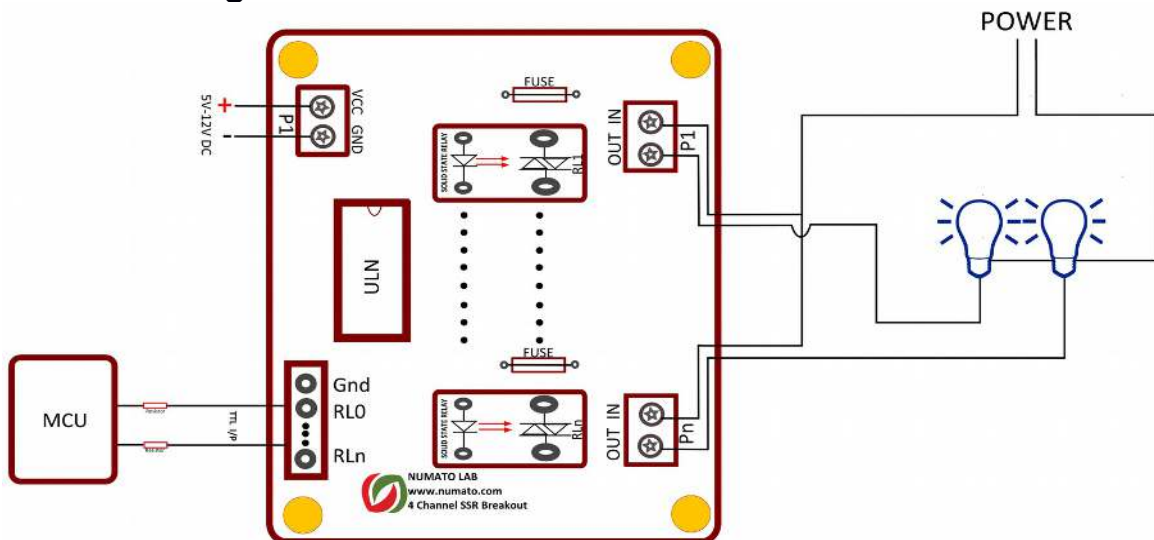 POWER
FUSE
5V-12V DC
+
-
P1
VCC GND
SOLID STATE RELAY
RL1
OUT IN
P1
ULN
FUSE
MCU
TTL I/P
Gnd
RL0
RLn
SOLID STATE RELAY
RLn
OUT IN
Pn
NUMATO LAB
www.numato.com
4 Channel SSR Breakout